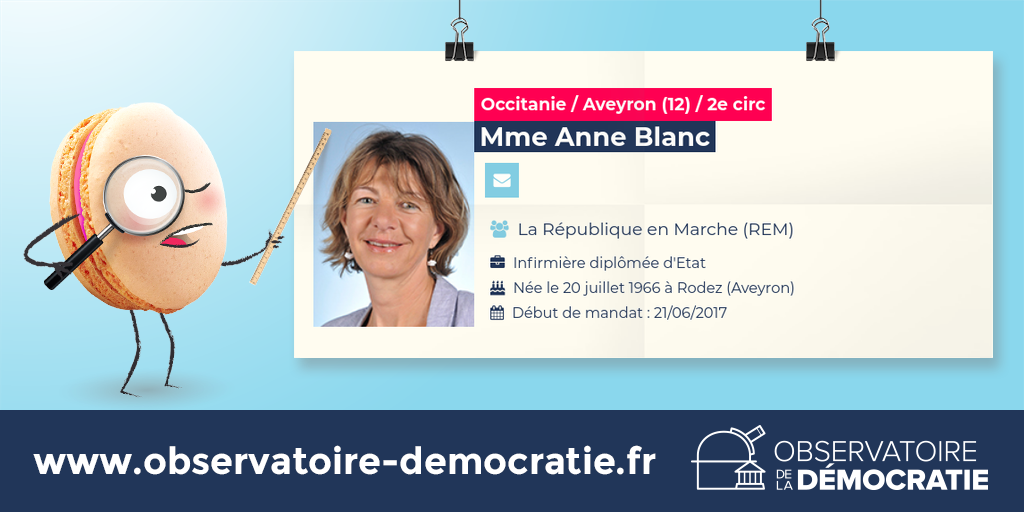 Occitanie / Aveyron (12) / 2e circ
Mme Anne Blanc
La République en Marche (REM)
Infirmière diplômée d'Etat
Née le 20 juillet 1966 à Rodez (Aveyron)
Début de mandat : 21/06/2017
www.observatoire-democratie.fr
OBSERVATOIRE
DE LA DÉMOCRATIE